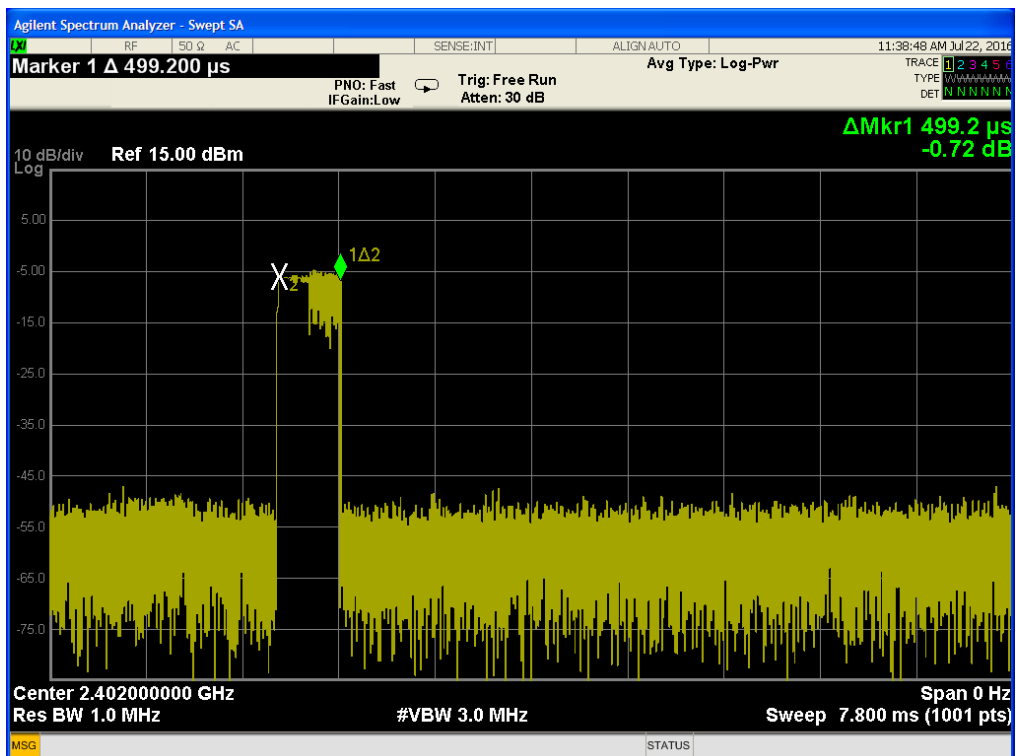 Agilent Spectrum Analyzer - Swept SA
LXI RF 50 Ω AC SENSE:INT ALIGNAUTO 11:38:48 AM Jul 22, 2016
Marker 1 Δ 499.200 µs
PNO: Fast
IFGain:Low
Trig: Free Run
Atten: 30 dB
Avg Type: Log-Pwr
TRACE 1 2 3 4 5 6
TYPE
DET N N N N N N
ΔMkr1 499.2 µs
-0.72 dB
10 dB/div Ref 15.00 dBm
Log
5.00
1Δ2
-5.00
X2
-15.0
-25.0
-35.0
-45.0
-55.0
-65.0
-75.0
Center 2.402000000 GHz Span 0 Hz
Res BW 1.0 MHz #VBW 3.0 MHz Sweep 7.800 ms (1001 pts)
MSG STATUS